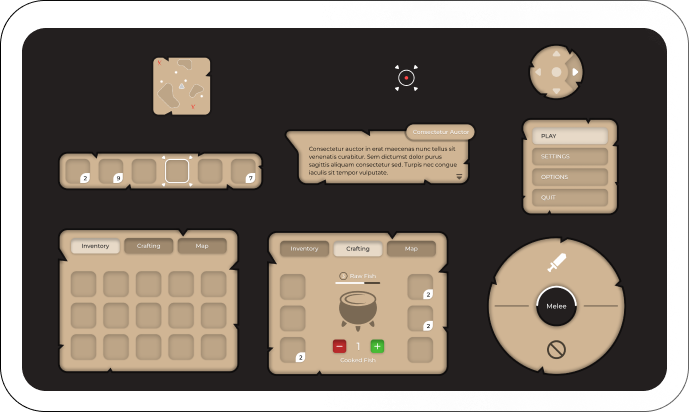 Consectetur Auctor
Consectetur auctor in erat maecenas nunc tellus sit
venenatis curabitur. Sem dictumst dolor purus
sagittis aliquam consectetur sed. Turpis nec congue
iaculis sit tempor vulputate.
PLAY
SETTINGS
OPTIONS
QUIT
2
9
7
Inventory
Crafting
Map
Inventory
Crafting
Map
Raw Fish
2
2
2
1
Cooked Fish
Melee